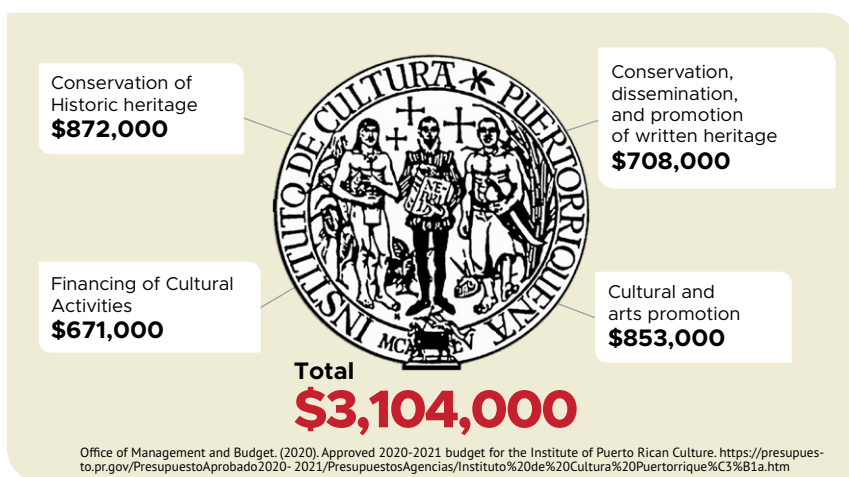 Conservation of
Historic heritage
$872,000
Conservation,
dissemination,
and promotion
of written heritage
$708,000
INSTITUTO DE CULTURA * PUERTORRIQUEÑA
MCMLV
Financing of Cultural
Activities
$671,000
Cultural and
arts promotion
$853,000
Total
$3,104,000
Office of Management and Budget. (2020). Approved 2020-2021 budget for the Institute of Puerto Rican Culture. https://presupues-
to.pr.gov/PresupuestoAprobado2020- 2021/PresupuestosAgencias/Instituto%20de%20Cultura%20Puertorrique%C3%B1a.htm